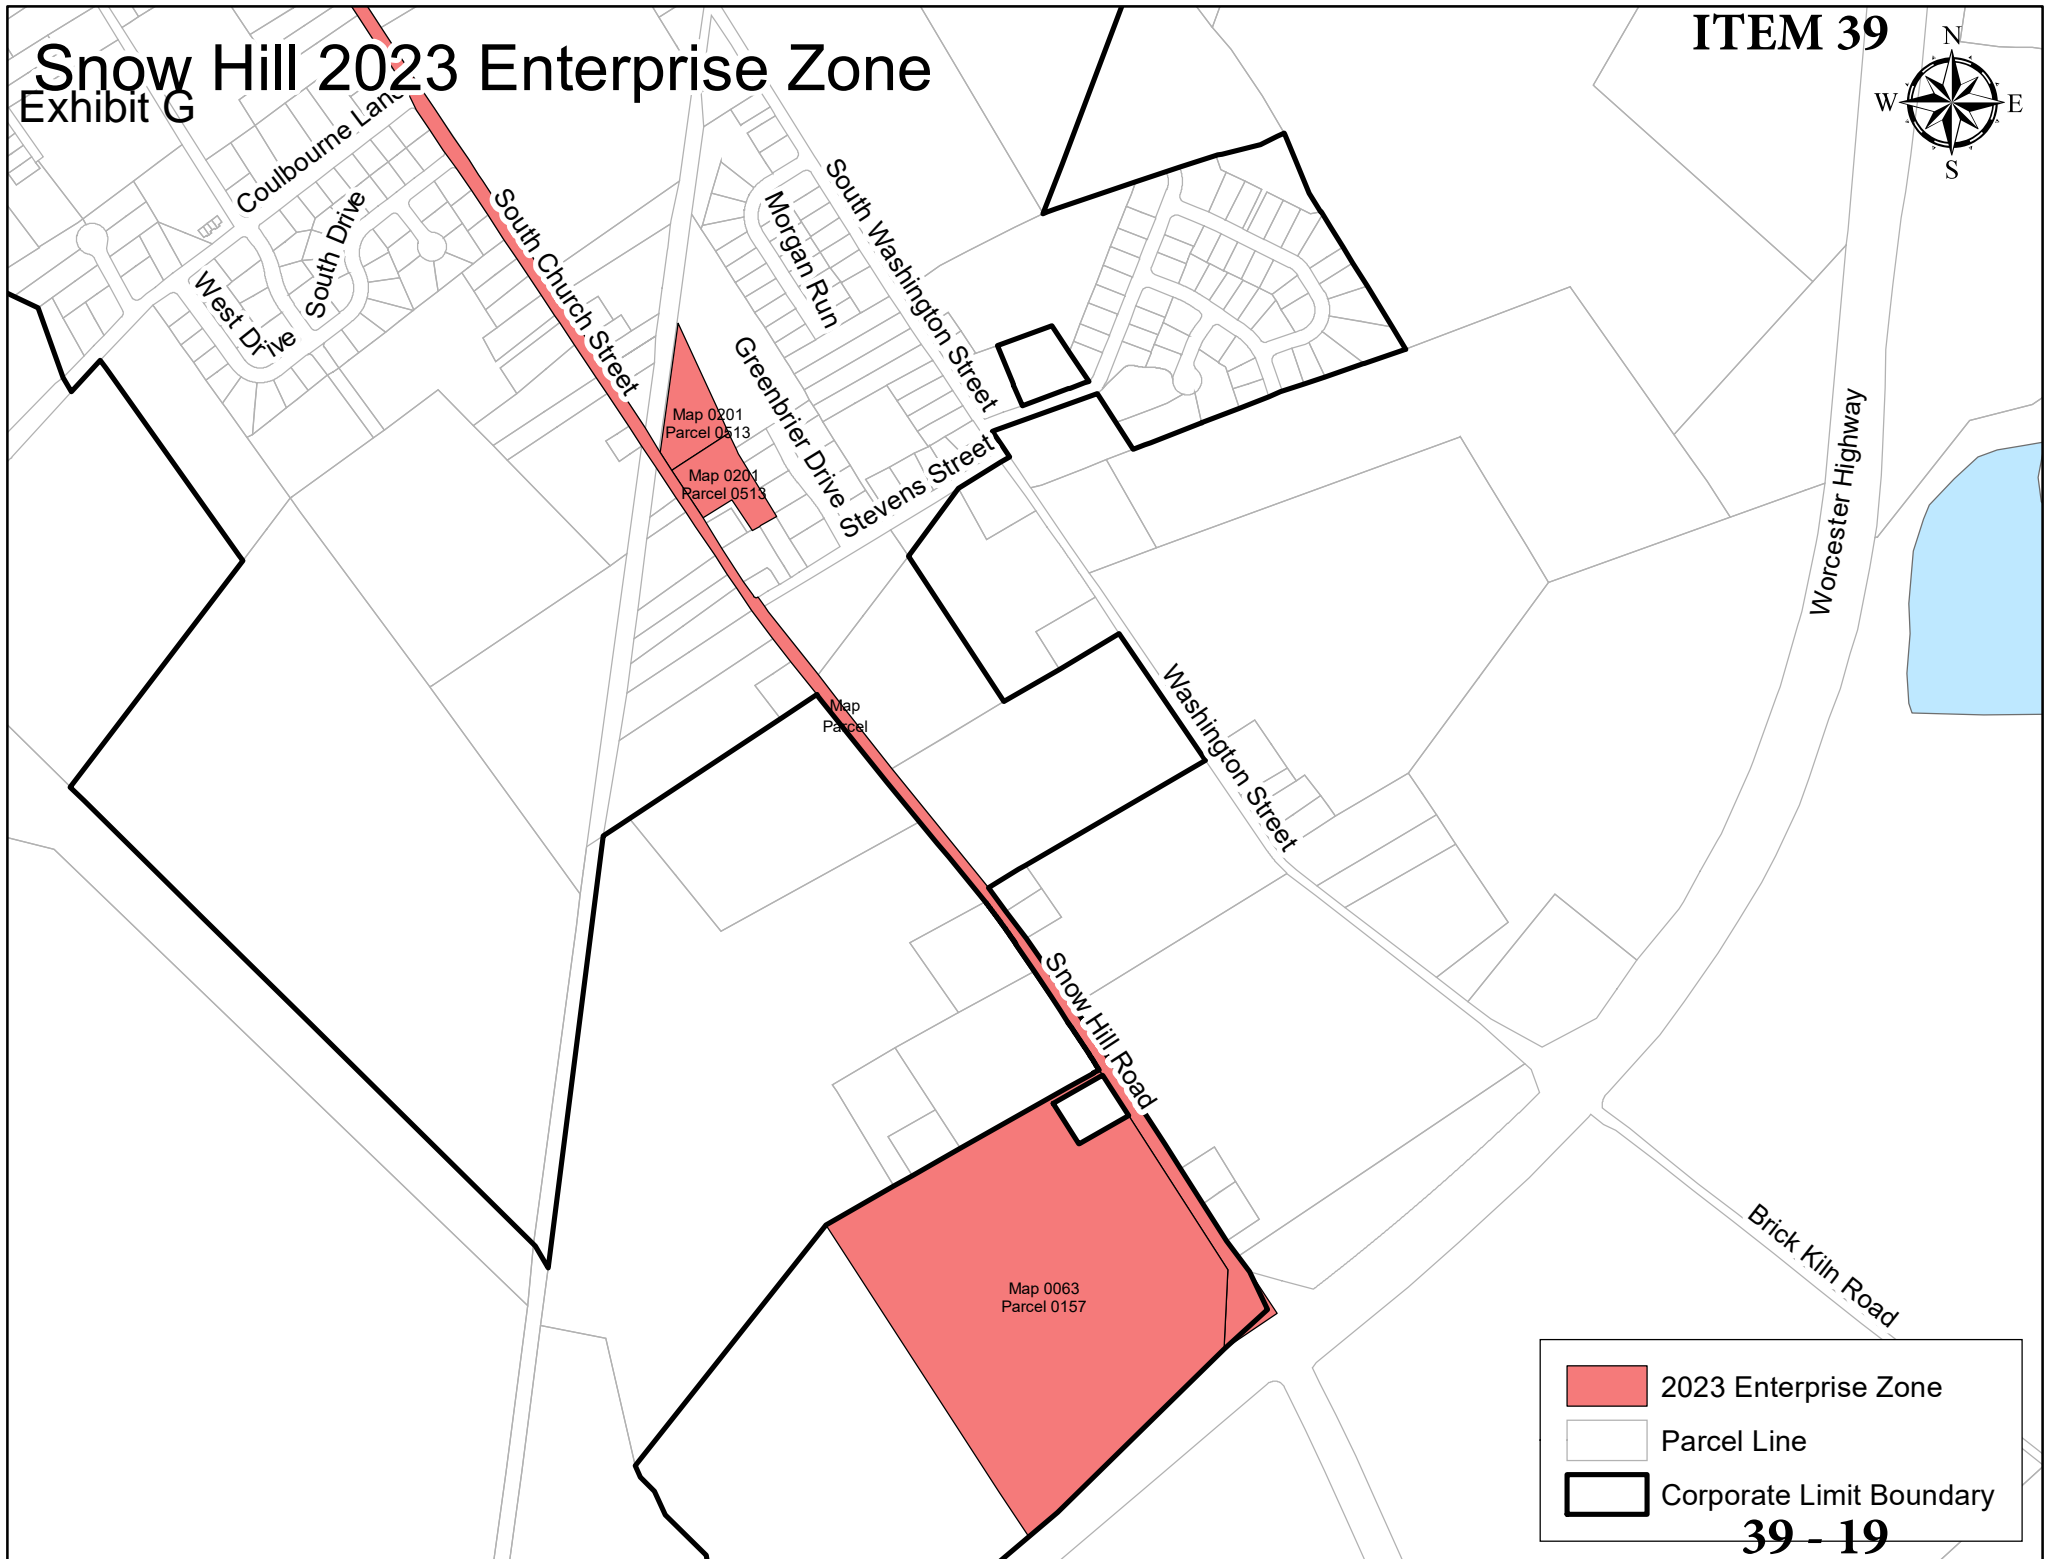 ITEM 39
Snow Hill 2023 Enterprise Zone
Exhibit G
N
W
E
S
Coulbourne Lane
South Drive
West Drive
South Church Street
Morgan Run
South Washington Street
Greenbrier Drive
Stevens Street
Map 0201
Parcel 0513
Map 0201
Parcel 0513
Worcester Highway
Map
Parcel
Washington Street
Snow Hill Road
Brick Kiln Road
Map 0063
Parcel 0157
2023 Enterprise Zone
Parcel Line
Corporate Limit Boundary
39 - 19